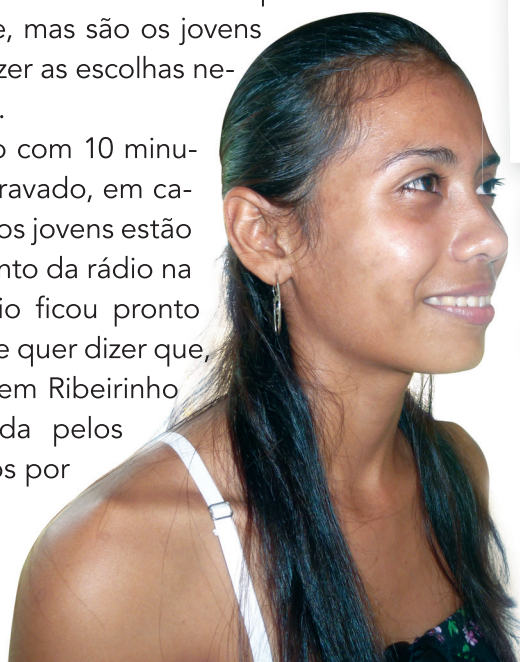 e, mas são os jovens
zer as escolhas ne-
.
o com 10 minu-
ravado, em ca-
os jovens estão
nto da rádio na
io ficou pronto
e quer dizer que,
em Ribeirinho
da pelos
os por